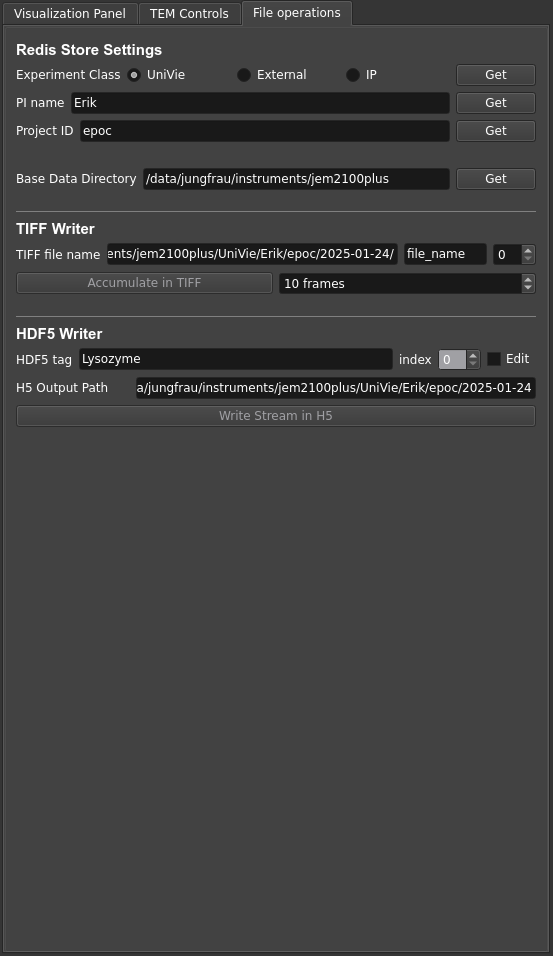 Visualization Panel TEM Controls File operations
Redis Store Settings
Experiment Class UniVie External IP Get
PI name Erik Get
Project ID epoc Get
Base Data Directory /data/jungfrau/instruments/jem2100plus Get
TIFF Writer
TIFF file name ents/jem2100plus/UniVie/Erik/epoc/2025-01-24/ file_name 0
Accumulate in TIFF 10 frames
HDF5 Writer
HDF5 tag Lysozyme index 0 Edit
H5 Output Path a/jungfrau/instruments/jem2100plus/UniVie/Erik/epoc/2025-01-24
Write Stream in H5